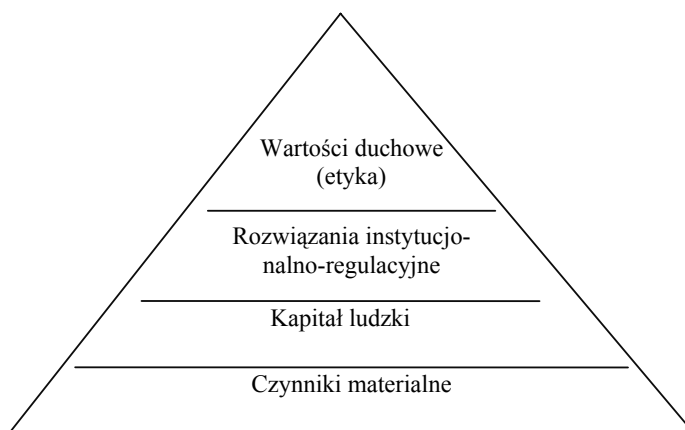 Wartości duchowe
(etyka)
Rozwiązania instytucjo-
nalno-regulacyjne
Kapitał ludzki
Czynniki materialne